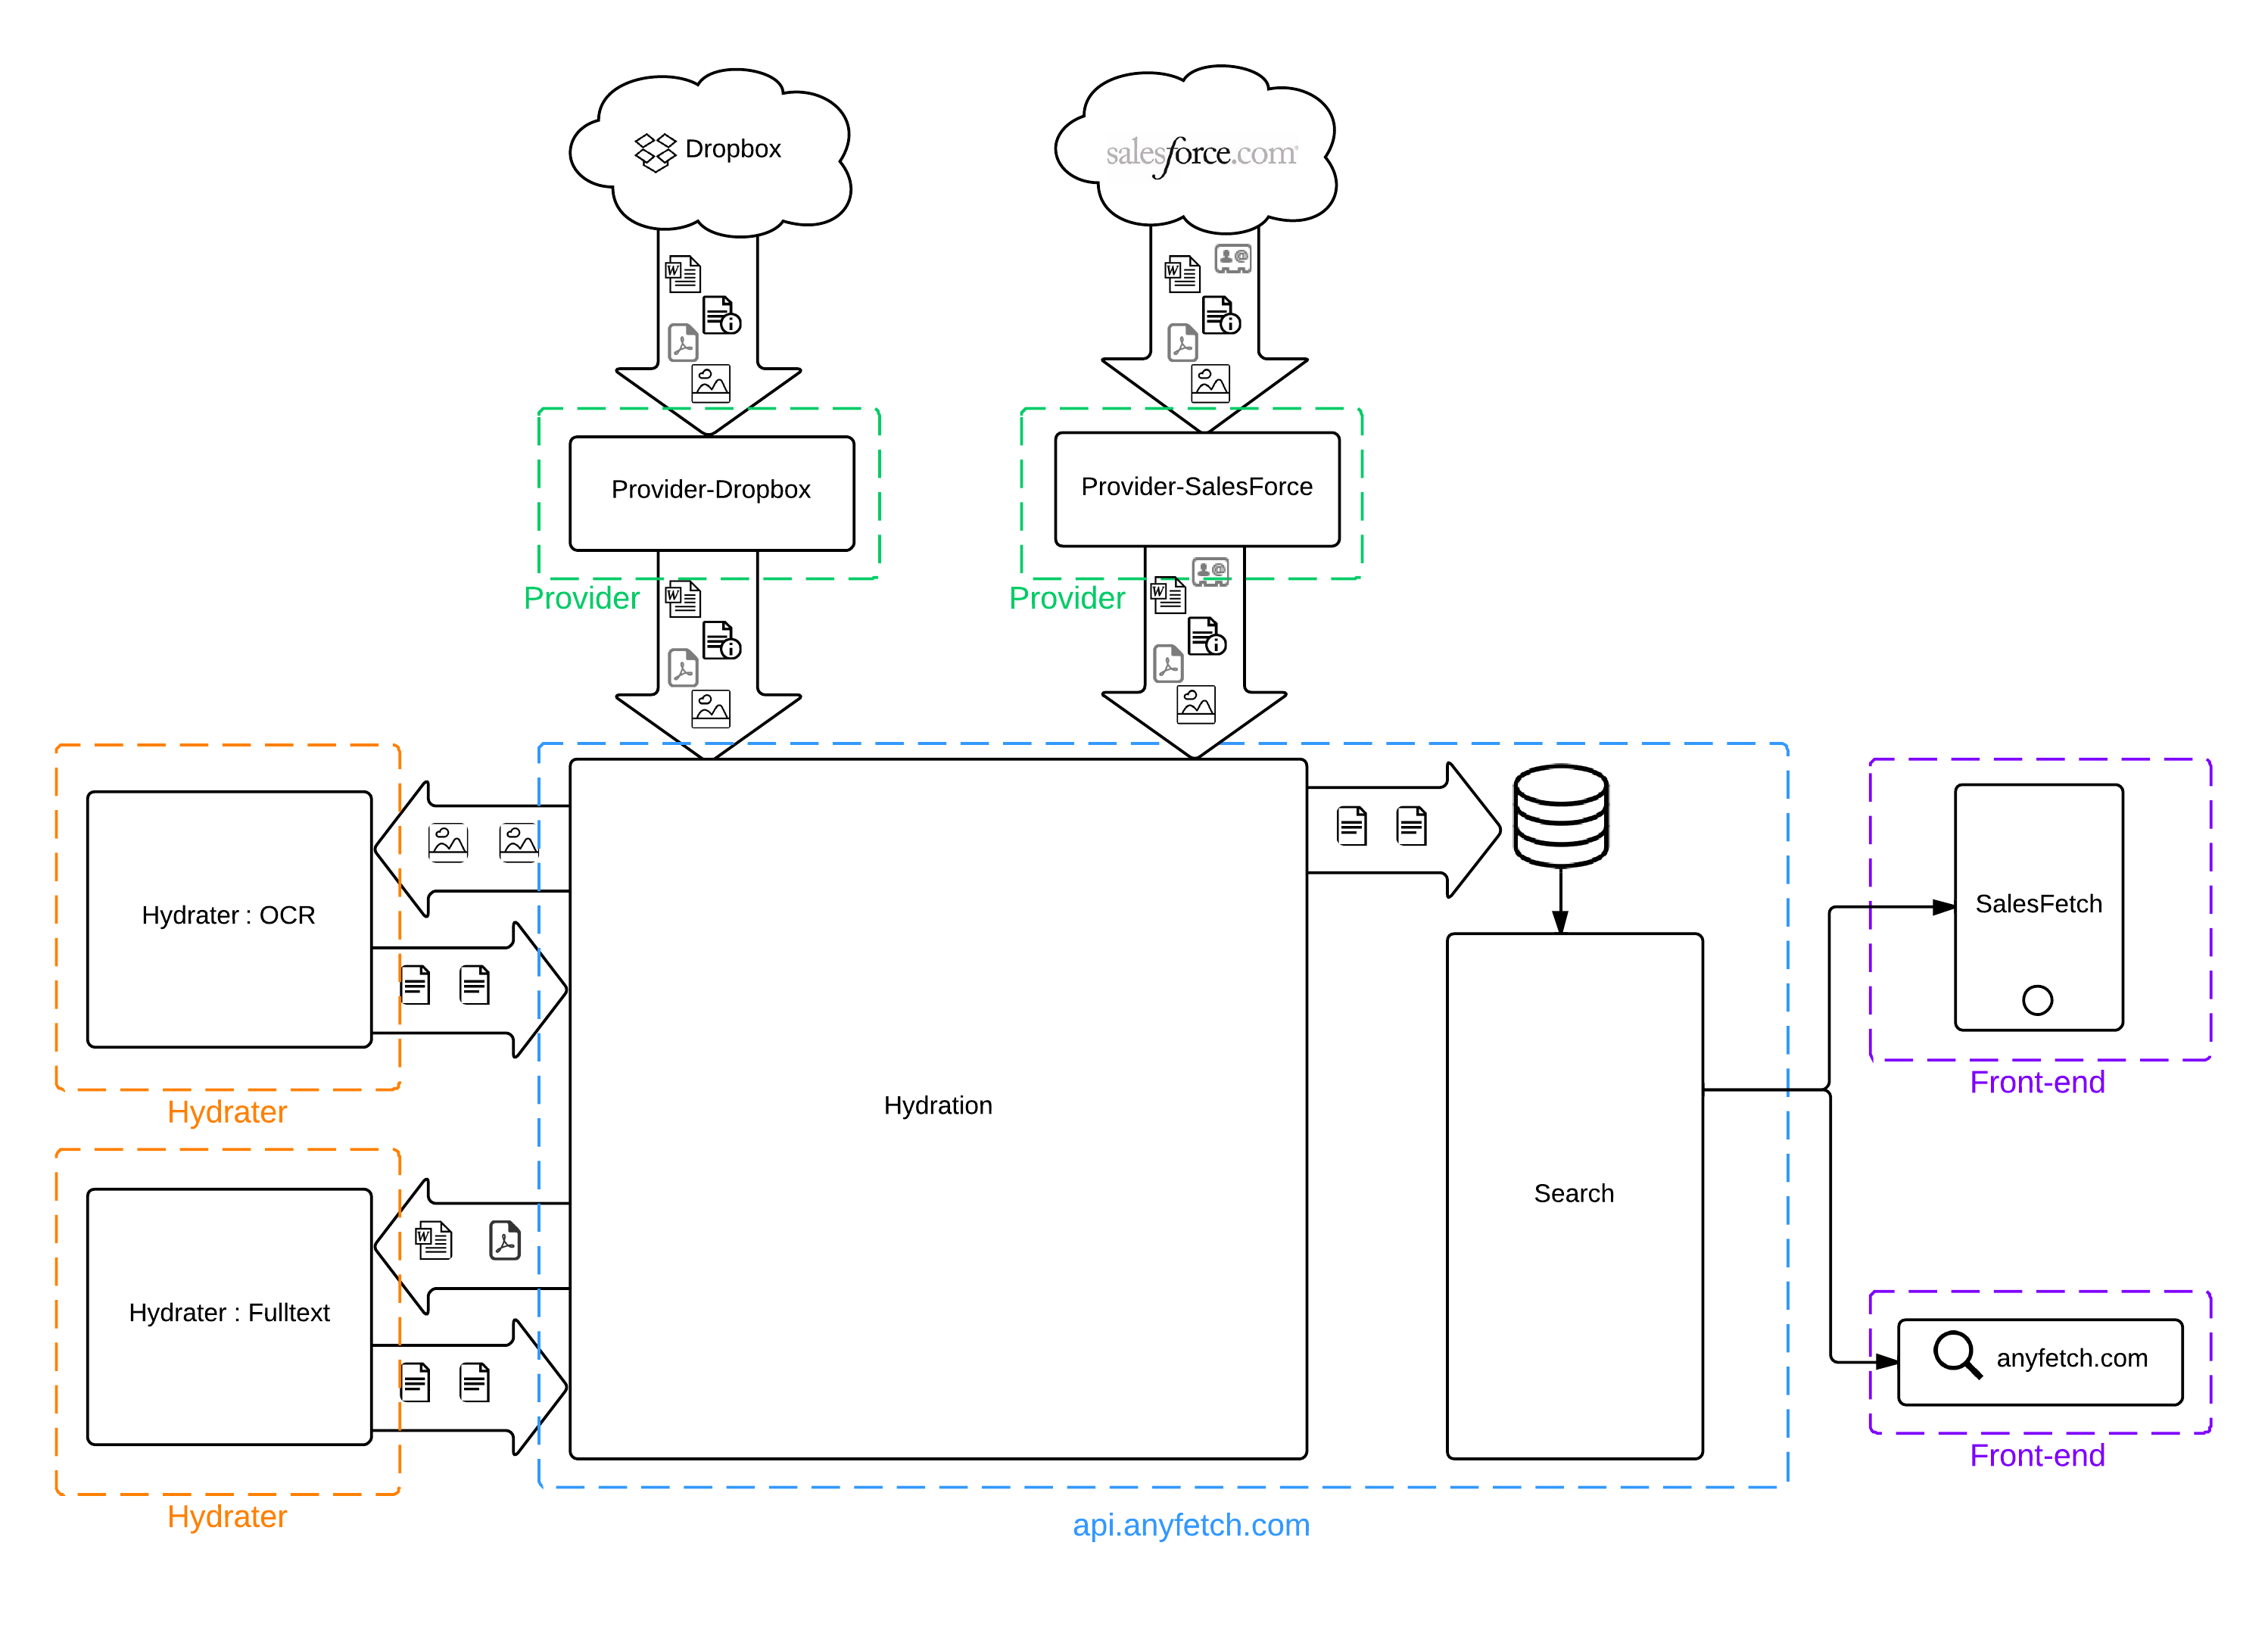 Dropbox
salesforce.com
Provider-Dropbox
Provider-SalesForce
Provider
Provider
Hydrater : OCR
Hydrater
Hydration
SalesFetch
Front-end
Search
Hydrater : Fulltext
Hydrater
anyfetch.com
Front-end
api.anyfetch.com